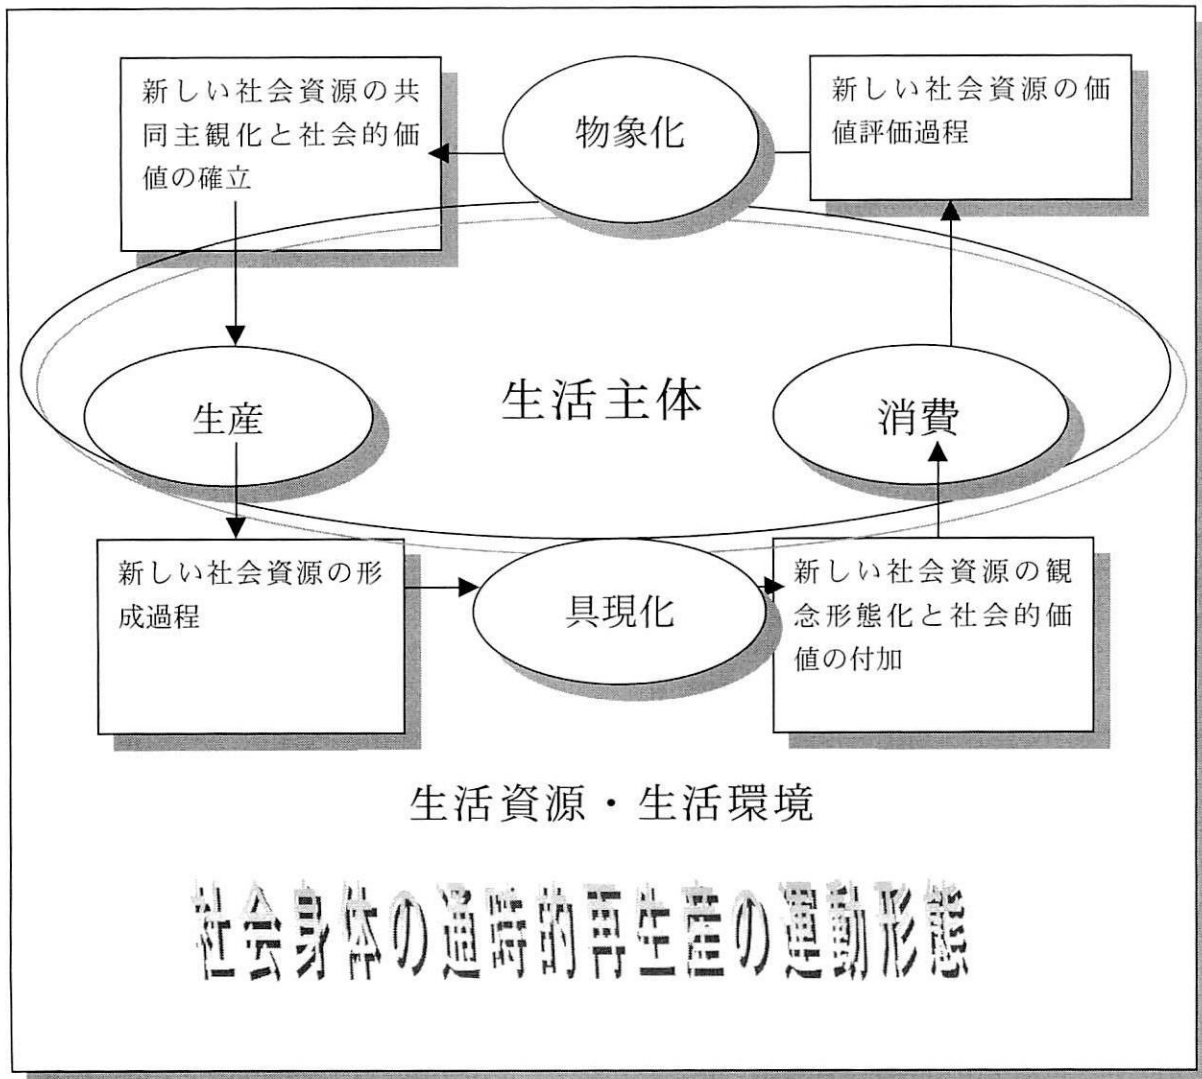 新しい社会資源の共
同主観化と社会的価
値の確立
物象化
新しい社会資源の価
値評価過程
生産
生活主体
消費
新しい社会資源の形
成過程
具現化
新しい社会資源の観
念形態化と社会的価
値の付加
生活資源・生活環境
社会身体の通時的再生産の運動形態